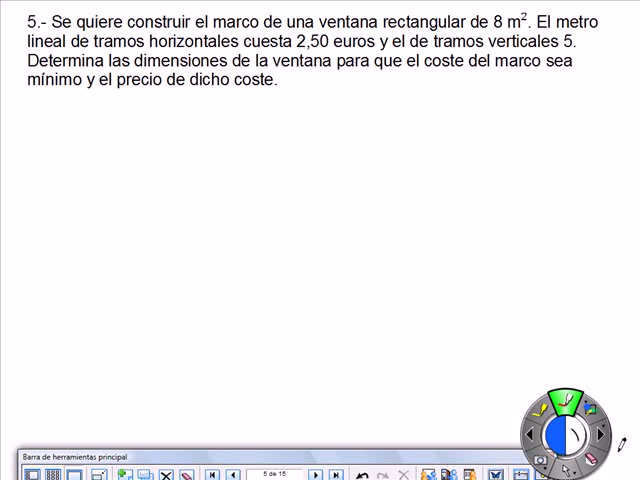 5.- Se quiere construir el marco de una ventana rectangular de 8 m². El metro
lineal de tramos horizontales cuesta 2,50 euros y el de tramos verticales 5.
Determina las dimensiones de la ventana para que el coste del marco sea
mínimo y el precio de dicho coste.
Barra de herramientas principal
5 de 15